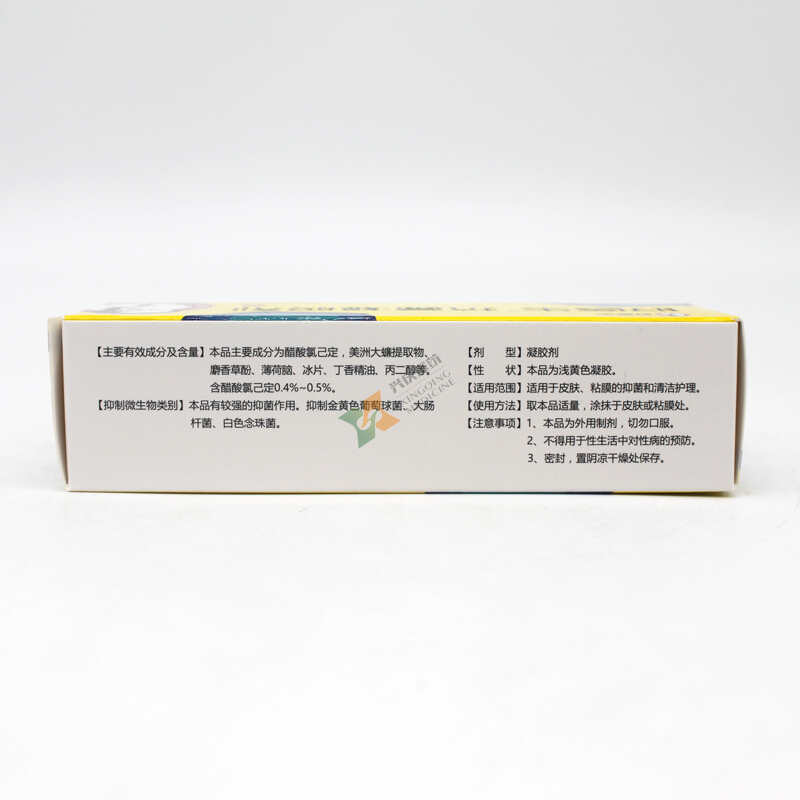 【主要有效成分及含量】本品主要成分为醋酸氯己定，美洲大蠊提取物、
麝香草酚、薄荷脑、冰片、丁香精油、丙二醇等。
含醋酸氯己定0.4%~0.5%。
【抑制微生物类别】本品有较强的抑菌作用。抑制金黄色葡萄球菌、大肠
杆菌、白色念珠菌。
【剂 型】凝胶剂
【性 状】本品为浅黄色凝胶。
【适用范围】适用于皮肤、粘膜的抑菌和清洁护理。
【使用方法】取本品适量，涂抹于皮肤或粘膜处。
【注意事项】1、本品为外用制剂，切勿口服。
2、不得用于性生活中对性病的预防。
3、密封，置阴凉干燥处保存。
XINGQING
MEDICINE